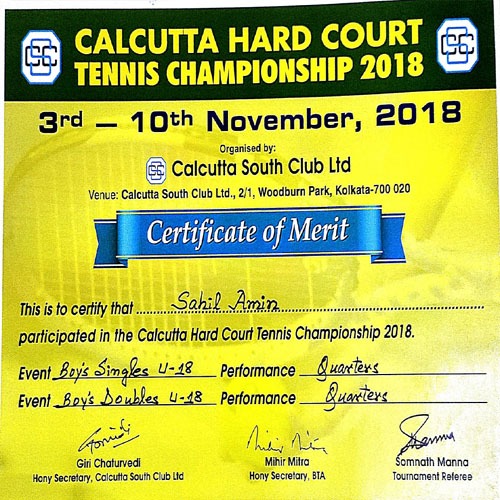 CSC CALCUTTA HARD COURT CSC
TENNIS CHAMPIONSHIP 2018
3rd – 10th November, 2018
Organised by:
CSC Calcutta South Club Ltd
Venue: Calcutta South Club Ltd., 2/1, Woodburn Park, Kolkata-700 020
Certificate of Merit
This is to certify that Sahil Amin
participated in the Calcutta Hard Court Tennis Championship 2018.
Event Boy's Singles U-18 Performance Quarters
Event Boy's Doubles U-18 Performance Quarters
Giri Chaturvedi Mihir Mitra Somnath Manna
Hony Secretary, Calcutta South Club Ltd Hony Secretary, BTA Tournament Referee